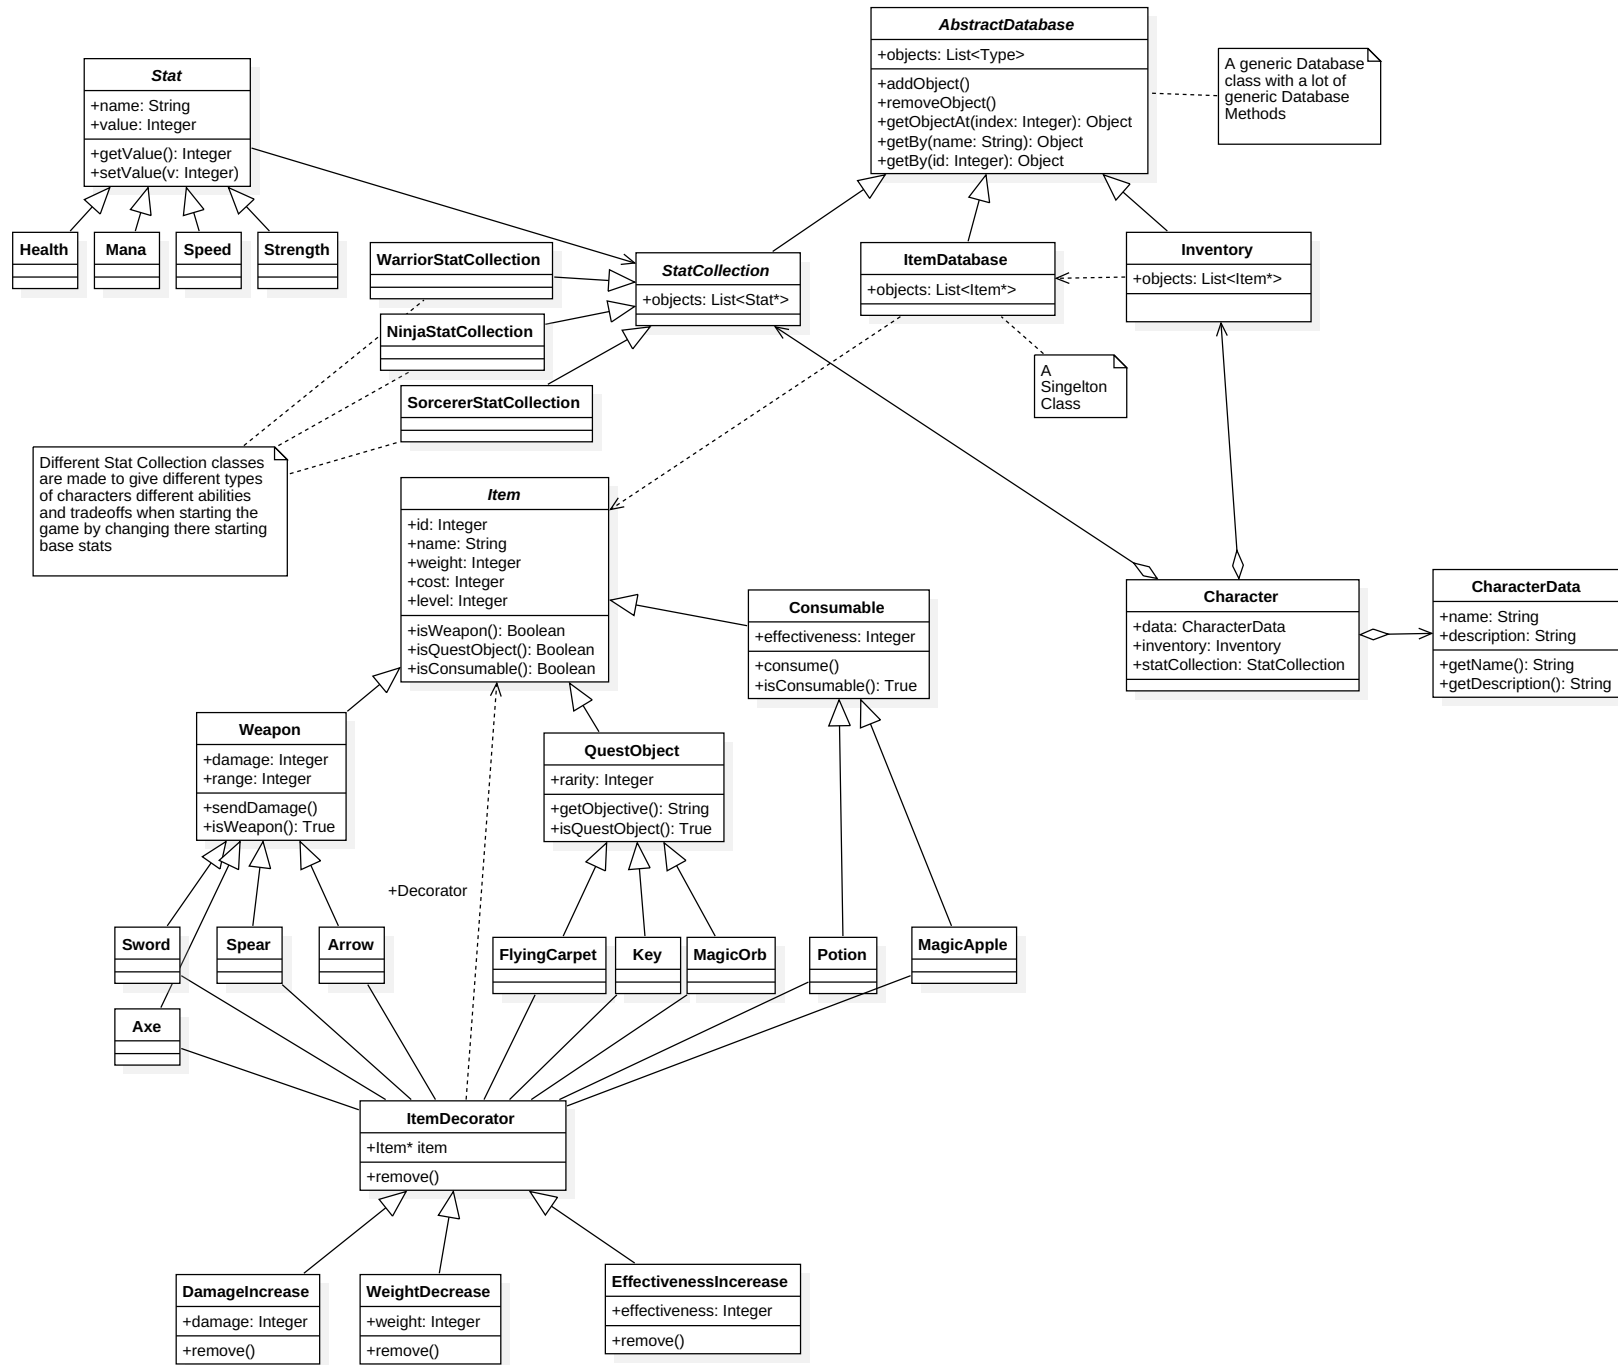 AbstractDatabase
+objects: List<Type>
+addObject()
+removeObject()
+getObjectAt(index: Integer): Object
+getBy(name: String): Object
+getBy(id: Integer): Object
A generic Database
class with a lot of
generic Database
Methods
Stat
+name: String
+value: Integer
+getValue(): Integer
+setValue(v: Integer)
Health
Mana
Speed
Strength
WarriorStatCollection
NinjaStatCollection
SorcererStatCollection
StatCollection
+objects: List<Stat*>
ItemDatabase
+objects: List<Item*>
Inventory
+objects: List<Item*>
A
Singelton
Class
Different Stat Collection classes
are made to give different types
of characters different abilities
and tradeoffs when starting the
game by changing there starting
base stats
Item
+id: Integer
+name: String
+weight: Integer
+cost: Integer
+level: Integer
+isWeapon(): Boolean
+isQuestObject(): Boolean
+isConsumable(): Boolean
Consumable
+effectiveness: Integer
+consume()
+isConsumable(): True
Character
+data: CharacterData
+inventory: Inventory
+statCollection: StatCollection
CharacterData
+name: String
+description: String
+getName(): String
+getDescription(): String
Weapon
+damage: Integer
+range: Integer
+sendDamage()
+isWeapon(): True
QuestObject
+rarity: Integer
+getObjective(): String
+isQuestObject(): True
+Decorator
Sword
Spear
Arrow
FlyingCarpet
Key
MagicOrb
Potion
MagicApple
Axe
ItemDecorator
+Item* item
+remove()
DamageIncrease
+damage: Integer
+remove()
WeightDecrease
+weight: Integer
+remove()
EffectivenessIncerease
+effectiveness: Integer
+remove()